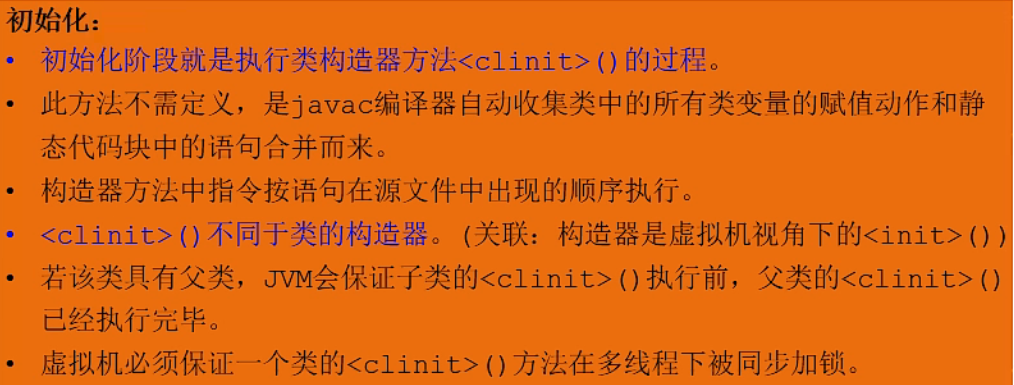 初始化：
• 初始化阶段就是执行类构造器方法<clinit>()的过程。
• 此方法不需定义，是javac编译器自动收集类中的所有类变量的赋值动作和静
态代码块中的语句合并而来。
• 构造器方法中指令按语句在源文件中出现的顺序执行。
• <clinit>()不同于类的构造器。(关联：构造器是虚拟机视角下的<init>())
• 若该类具有父类，JVM会保证子类的<clinit>()执行前，父类的<clinit>()
已经执行完毕。
• 虚拟机必须保证一个类的<clinit>()方法在多线程下被同步加锁。